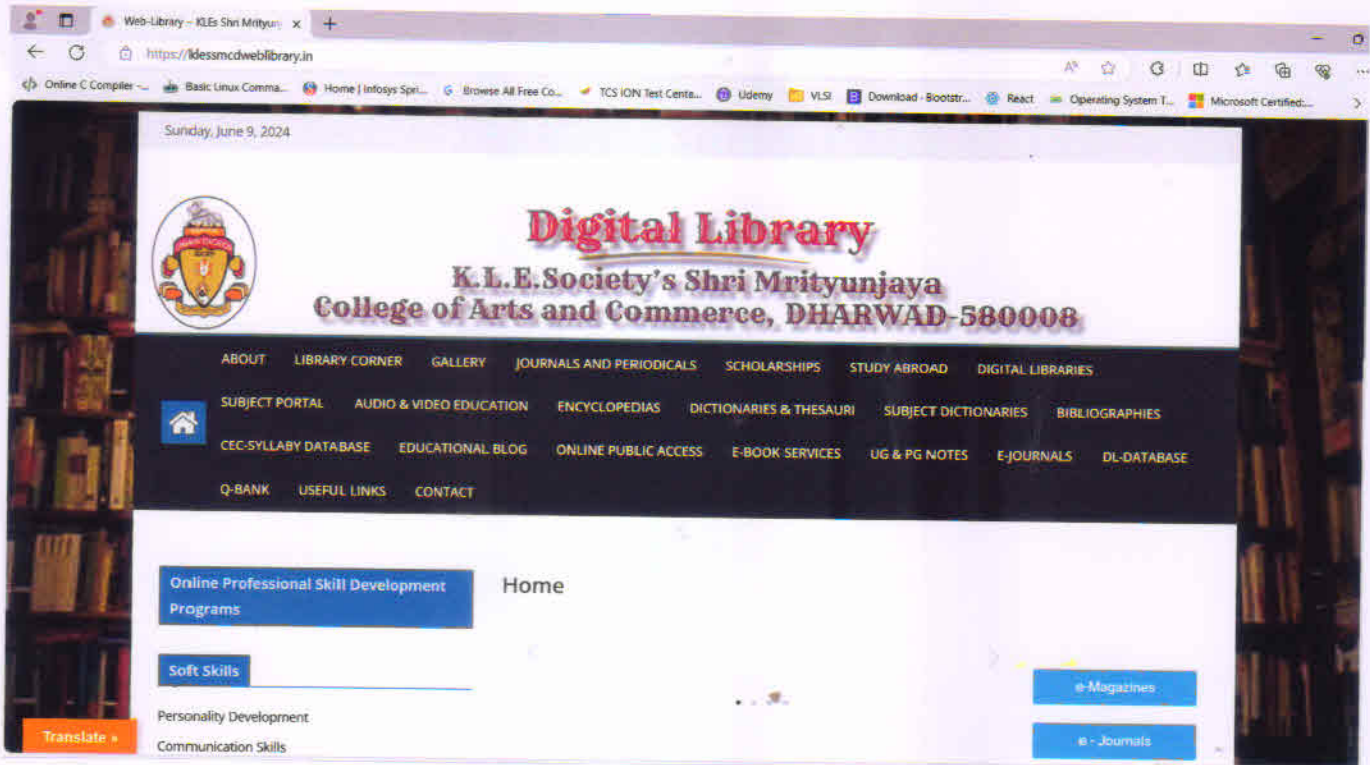 Web-Library – KLEs Shri Mrityun
https://klessmcdweblibrary.in
Online C Compiler -... Basic Linux Comma... Home | Infosys Spri... Browse All Free Co... TCS iON Test Cente... Udemy VLSI Download · Bootstr... React Operating System T... Microsoft Certified:...
Sunday, June 9, 2024
Digital Library
K.L.E.Society's Shri Mrityunjaya
College of Arts and Commerce, DHARWAD-580008
ABOUT LIBRARY CORNER GALLERY JOURNALS AND PERIODICALS SCHOLARSHIPS STUDY ABROAD DIGITAL LIBRARIES
SUBJECT PORTAL AUDIO & VIDEO EDUCATION ENCYCLOPEDIAS DICTIONARIES & THESAURI SUBJECT DICTIONARIES BIBLIOGRAPHIES
CEC-SYLLABY DATABASE EDUCATIONAL BLOG ONLINE PUBLIC ACCESS E-BOOK SERVICES UG & PG NOTES E-JOURNALS DL-DATABASE
Q-BANK USEFUL LINKS CONTACT
Online Professional Skill Development
Programs
Home
Soft Skills
Personality Development
Communication Skills
e-Magazines
e - Journals
Translate »